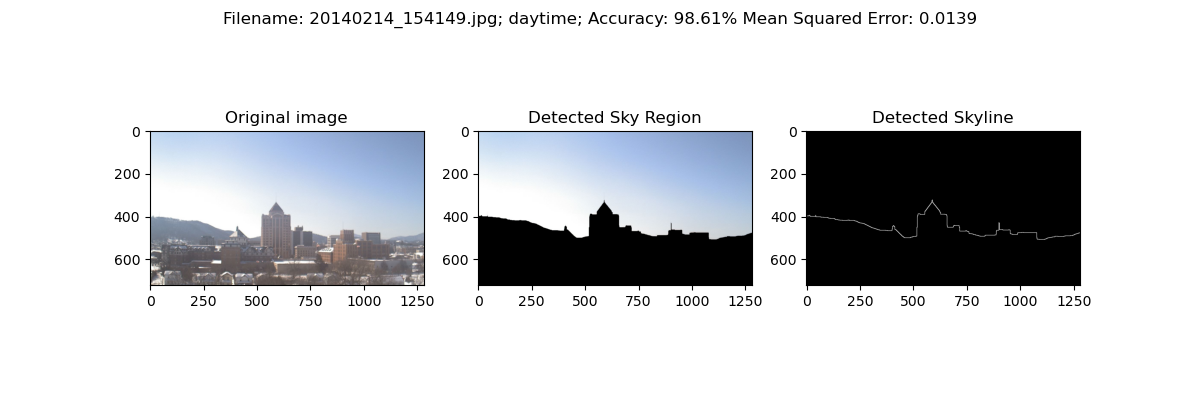 Filename: 20140214_154149.jpg; daytime; Accuracy: 98.61% Mean Squared Error: 0.0139
Original image
Detected Sky Region
Detected Skyline
0
200
400
600
0 250 500 750 1000 1250
0
200
400
600
0 250 500 750 1000 1250
0
200
400
600
0 250 500 750 1000 1250